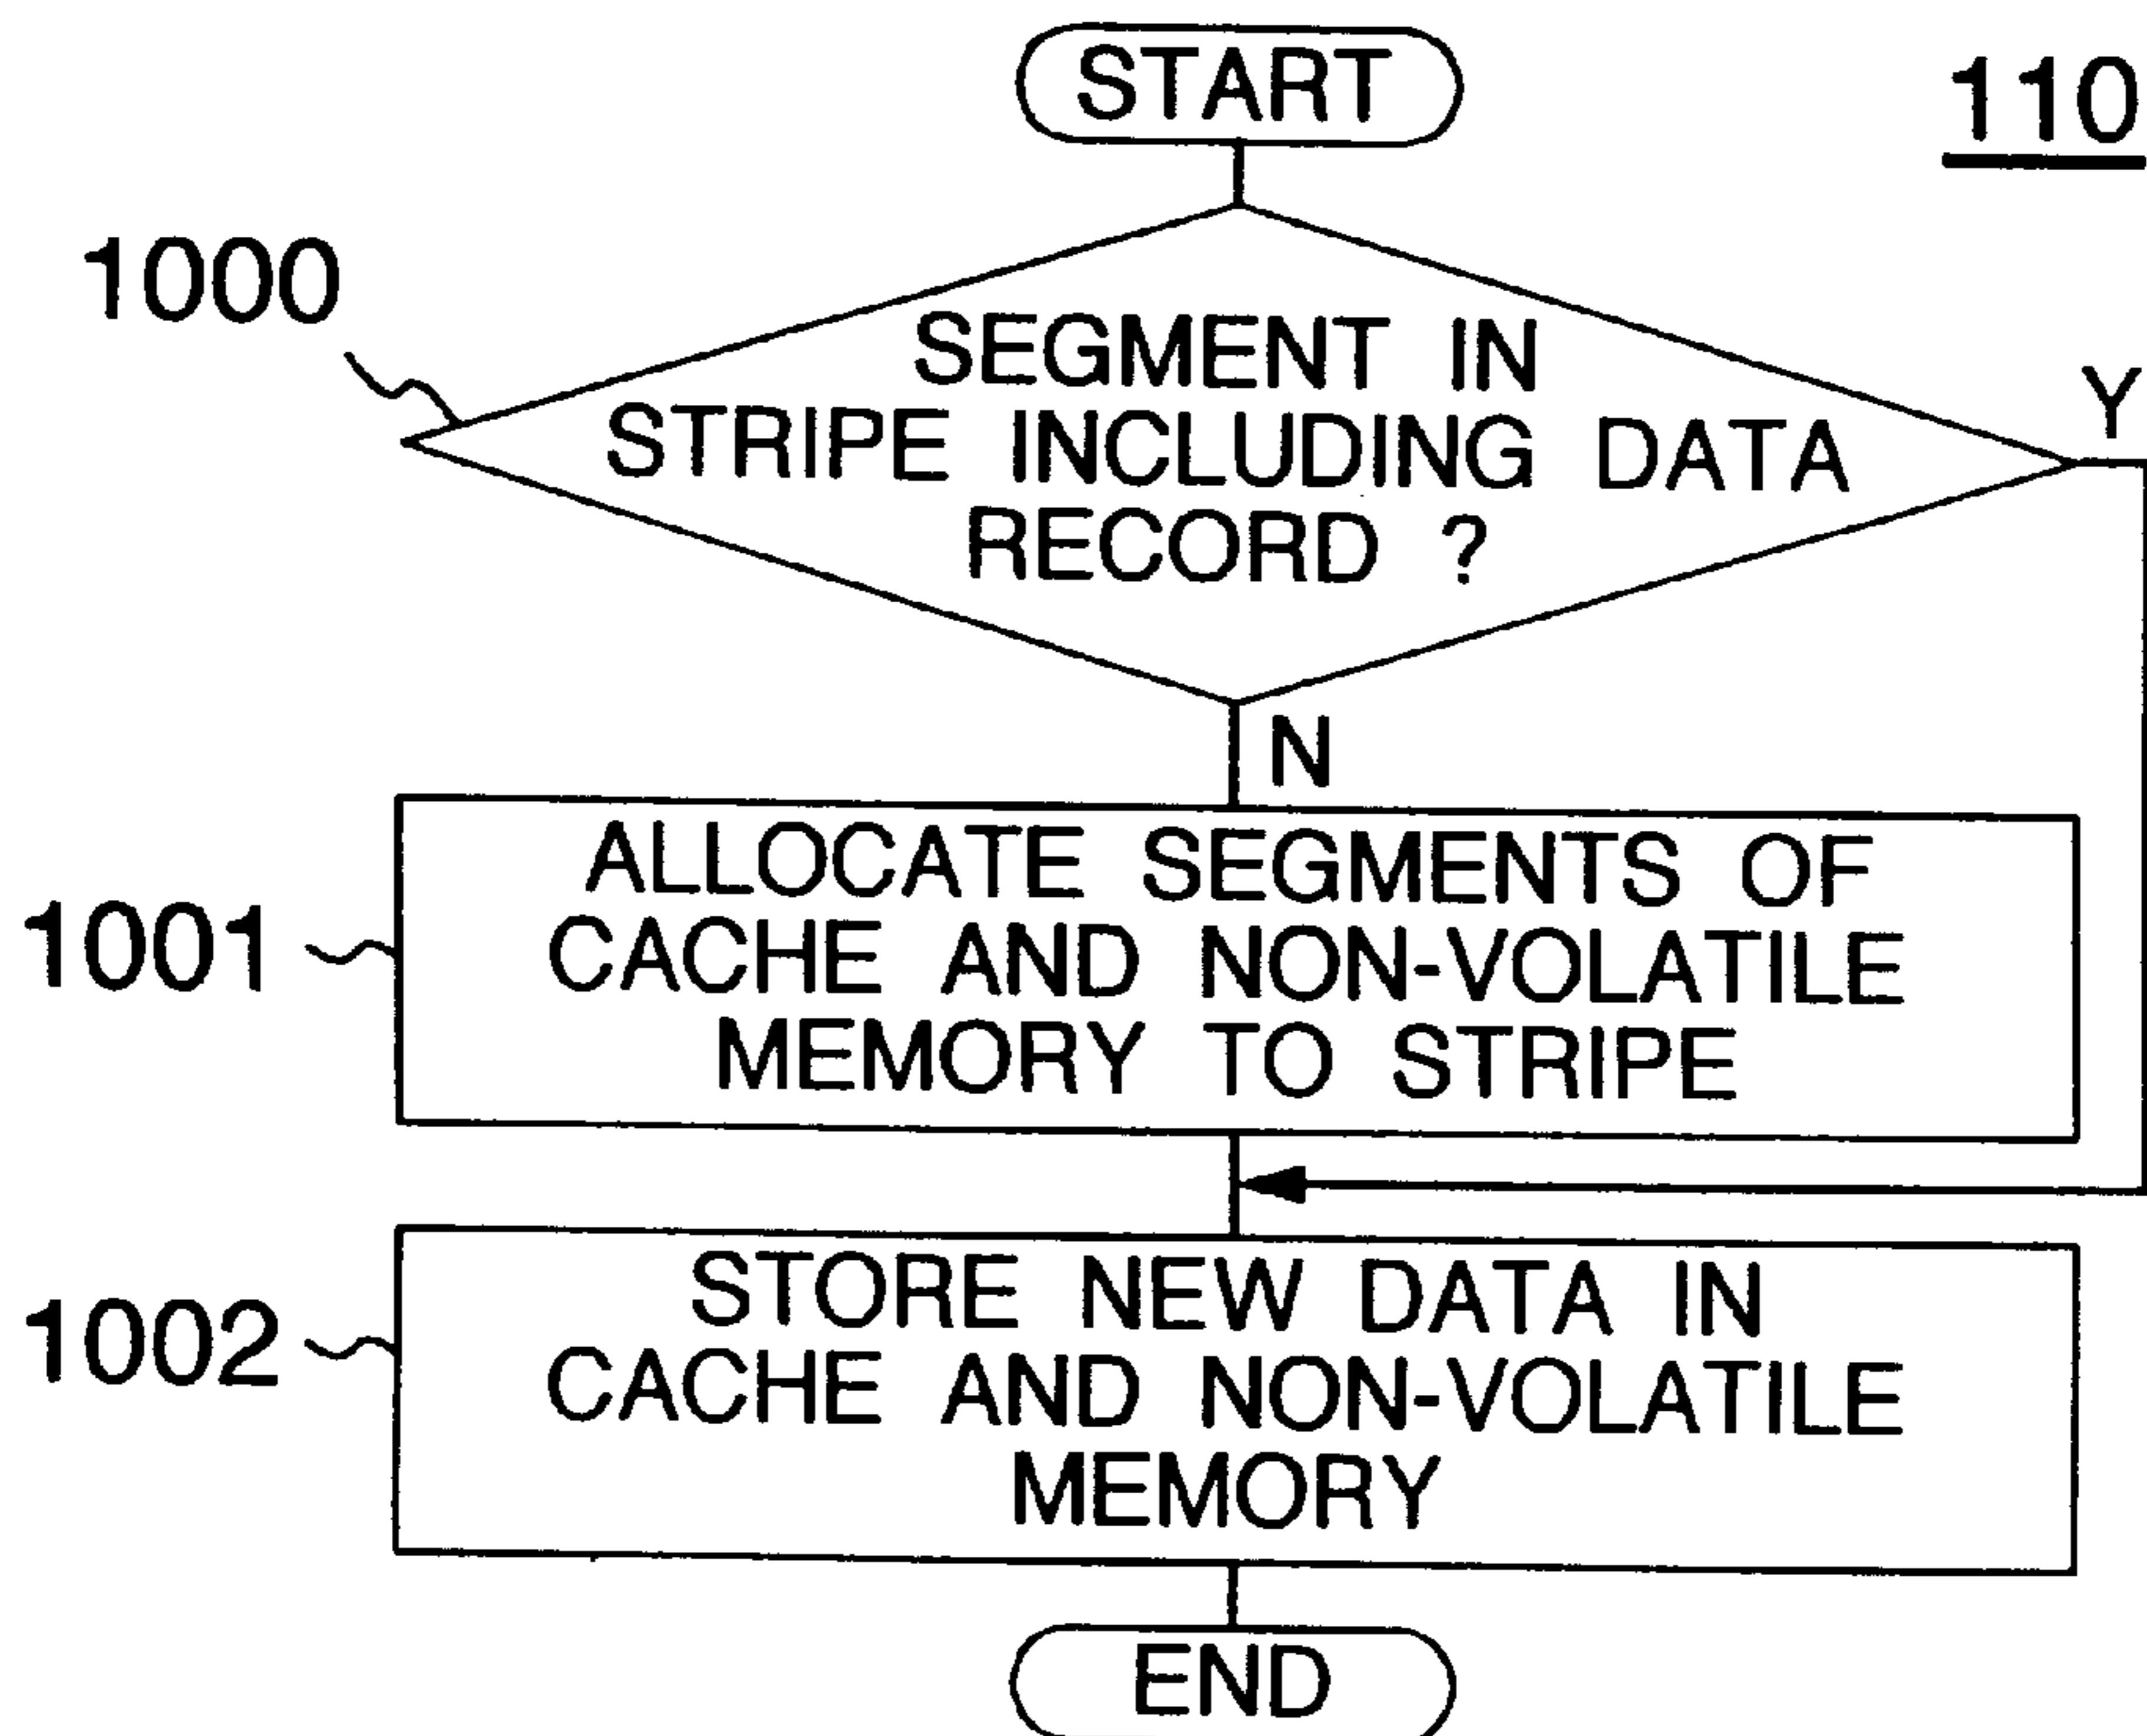 START
110
1000
SEGMENT IN
STRIPE INCLUDING DATA
RECORD ?
Y
N
1001
ALLOCATE SEGMENTS OF
CACHE AND NON-VOLATILE
MEMORY TO STRIPE
1002
STORE NEW DATA IN
CACHE AND NON-VOLATILE
MEMORY
END